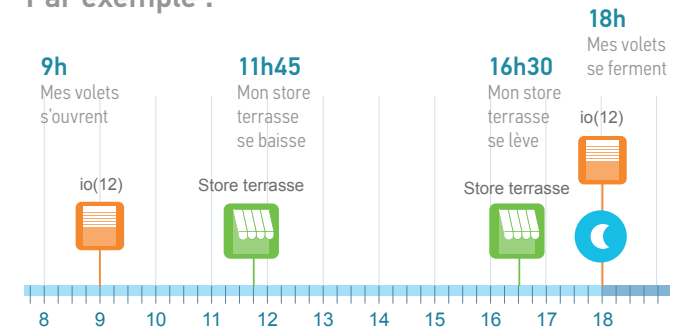 Par exemple :
9h
Mes volets
s'ouvrent
11h45
Mon store
terrasse
se baisse
16h30
Mon store
terrasse
se lève
18h
Mes volets
se ferment
io(12)
Store terrasse
Store terrasse
io(12)
8 9 10 11 12 13 14 15 16 17 18